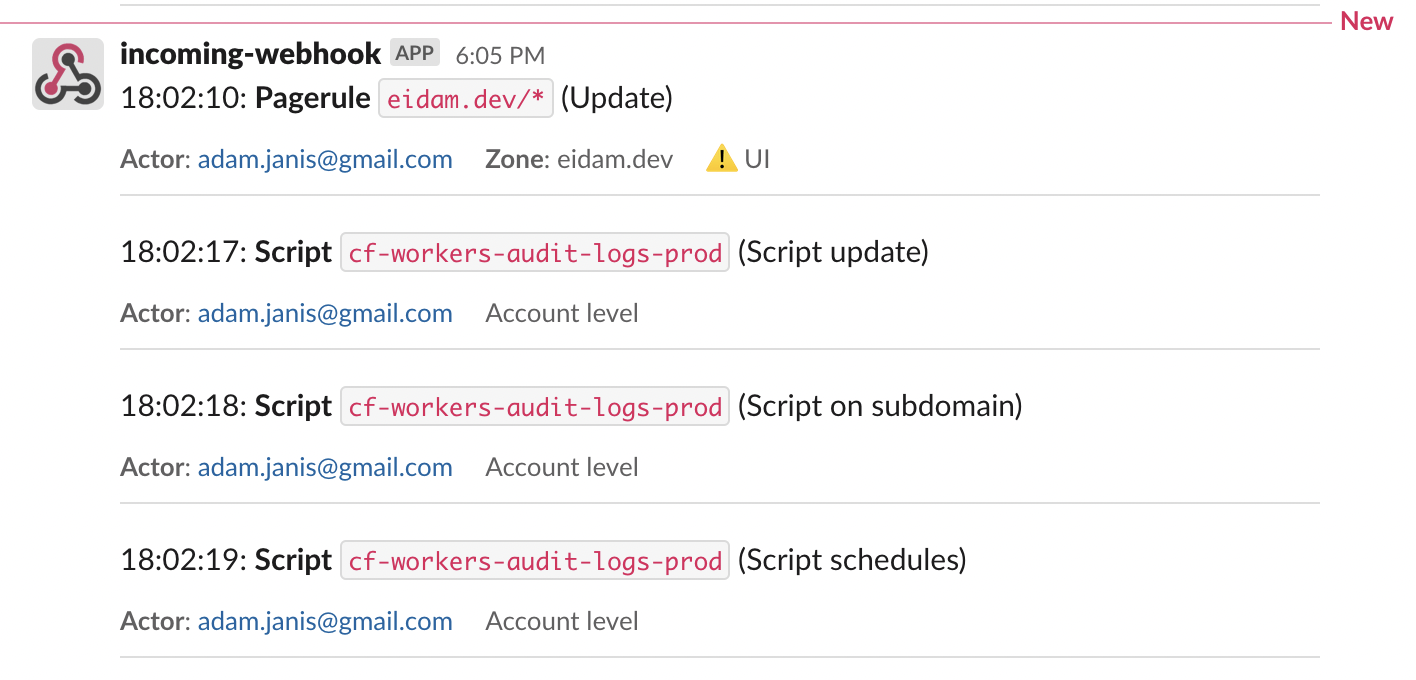 New
incoming-webhook APP 6:05 PM
18:02:10: Pagerule eidam.dev/* (Update)
Actor: adam.janis@gmail.com Zone: eidam.dev ⚠️ UI
18:02:17: Script cf-workers-audit-logs-prod (Script update)
Actor: adam.janis@gmail.com Account level
18:02:18: Script cf-workers-audit-logs-prod (Script on subdomain)
Actor: adam.janis@gmail.com Account level
18:02:19: Script cf-workers-audit-logs-prod (Script schedules)
Actor: adam.janis@gmail.com Account level